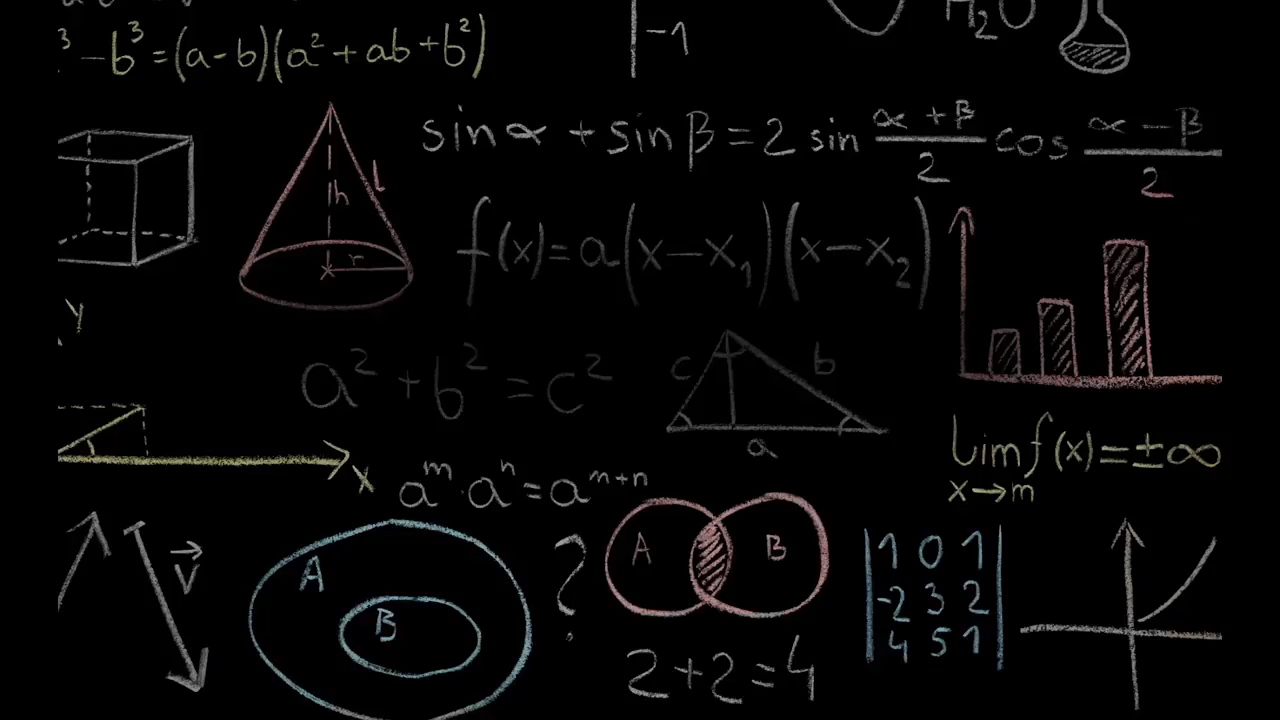 ³ - b³ = (a - b)(a² + ab + b²)
-1
H₂O
sin α + sin β = 2 sin (α + β)/2 cos (α - β)/2
h l
r
f(x) = a(x - x₁)(x - x₂)
Y
a² + b² = c²
c b
a
lim f(x) = ±∞
x→m
X
aᵐ · aⁿ = aᵐ⁺ⁿ
v⃗
A
B
?
A B
2 + 2 = 4
1 0 1
-2 3 2
4 5 1